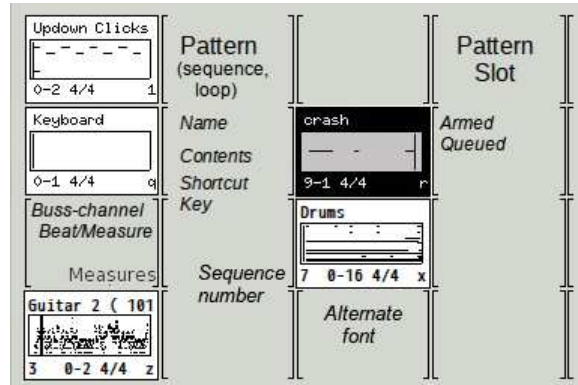 Updown Clicks
0-2 4/4 1
Pattern
(sequence,
loop)
Pattern
Slot
Keyboard
0-1 4/4 q
Name
Contents
Shortcut
Key
crash
9-1 4/4 r
Armed
Queued
Buss-channel
Beat/Measure
Measures
Sequence
number
Drums
7 0-16 4/4 x
Guitar 2 ( 101
3 0-2 4/4 z
Alternate
font